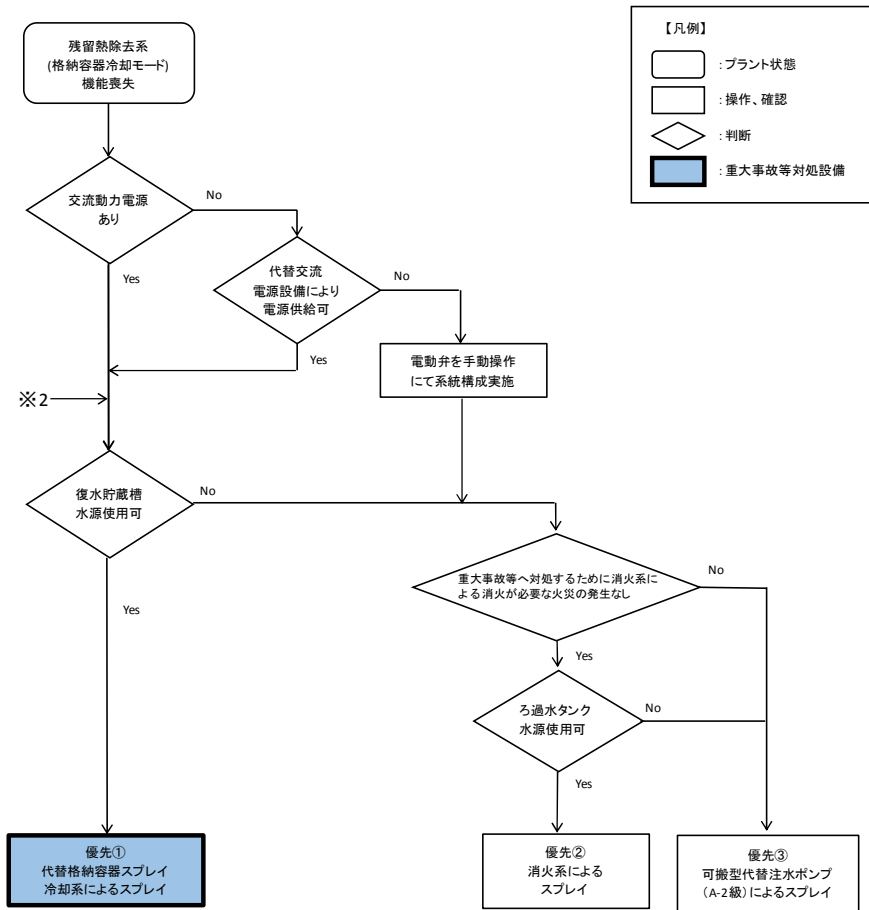 残留熱除去系
(格納容器冷却モード)
機能喪失
【凡例】
：プラント状態
：操作、確認
：判断
：重大事故等対処設備
交流動力電源
あり
No
Yes
代替交流
電源設備により
電源供給可
No
Yes
電動弁を手動操作
にて系統構成実施
※2
復水貯蔵槽
水源使用可
No
Yes
重大事故等へ対処するために消火系に
よる消火が必要な火災の発生なし
No
Yes
ろ過水タンク
水源使用可
No
Yes
優先①
代替格納容器スプレイ
冷却系によるスプレイ
優先②
消火系による
スプレイ
優先③
可搬型代替注水ポンプ
（A-2級）によるスプレイ